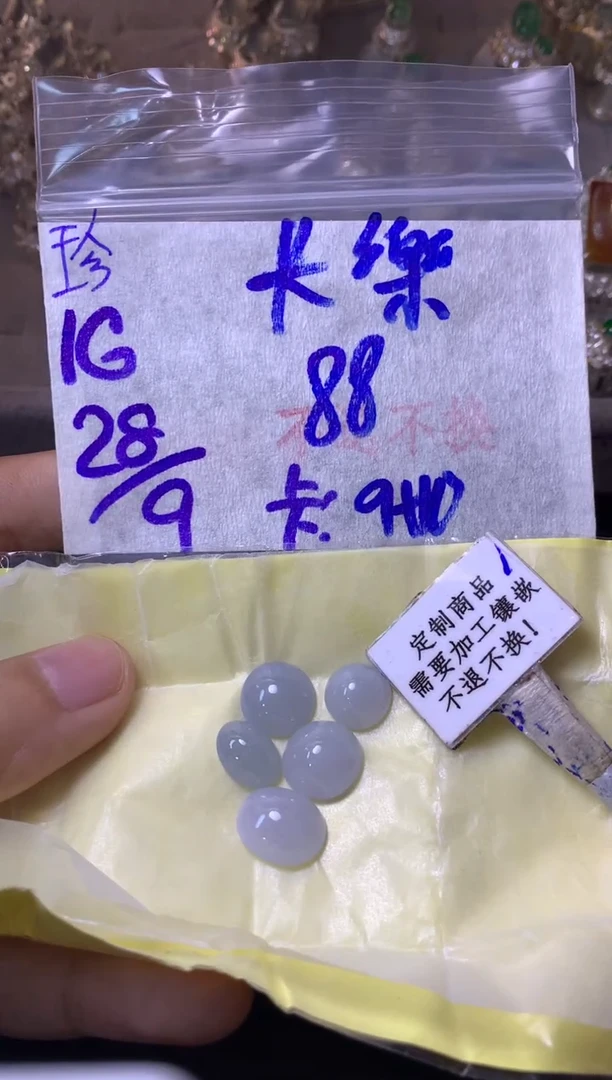 珍
1G
28/9
卡樂
88
不退不换
卡: 9410
定制商品
需要加工镶嵌
不退不换!